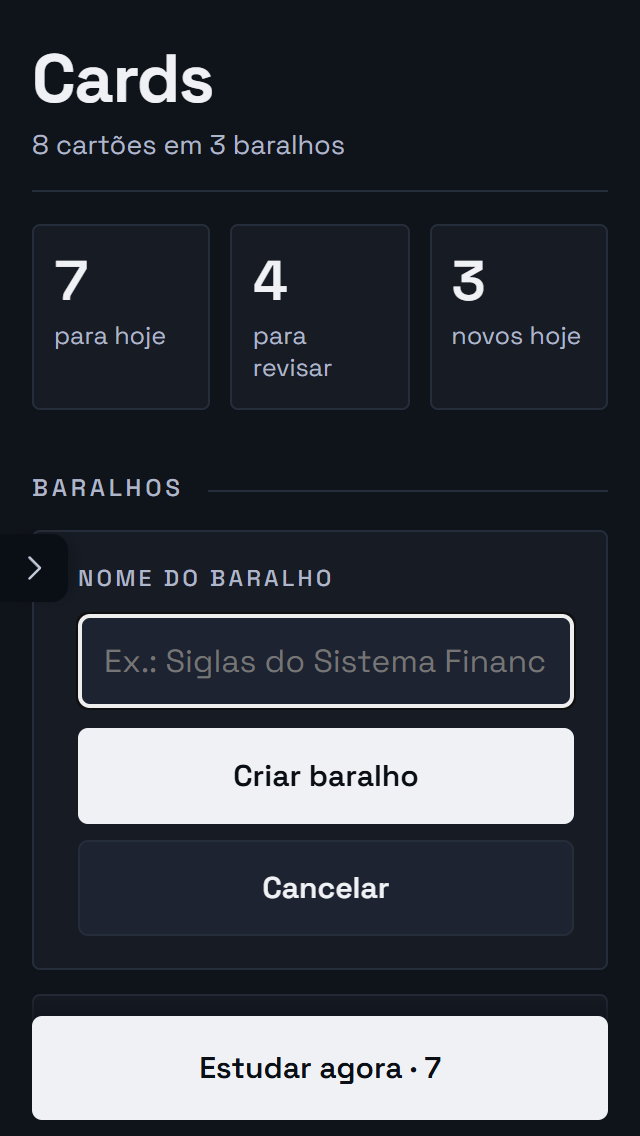 Cards
8 cartões em 3 baralhos
7
para hoje
4
para
revisar
3
novos hoje
BARALHOS
NOME DO BARALHO
Ex.: Siglas do Sistema Financ
Criar baralho
Cancelar
Estudar agora · 7